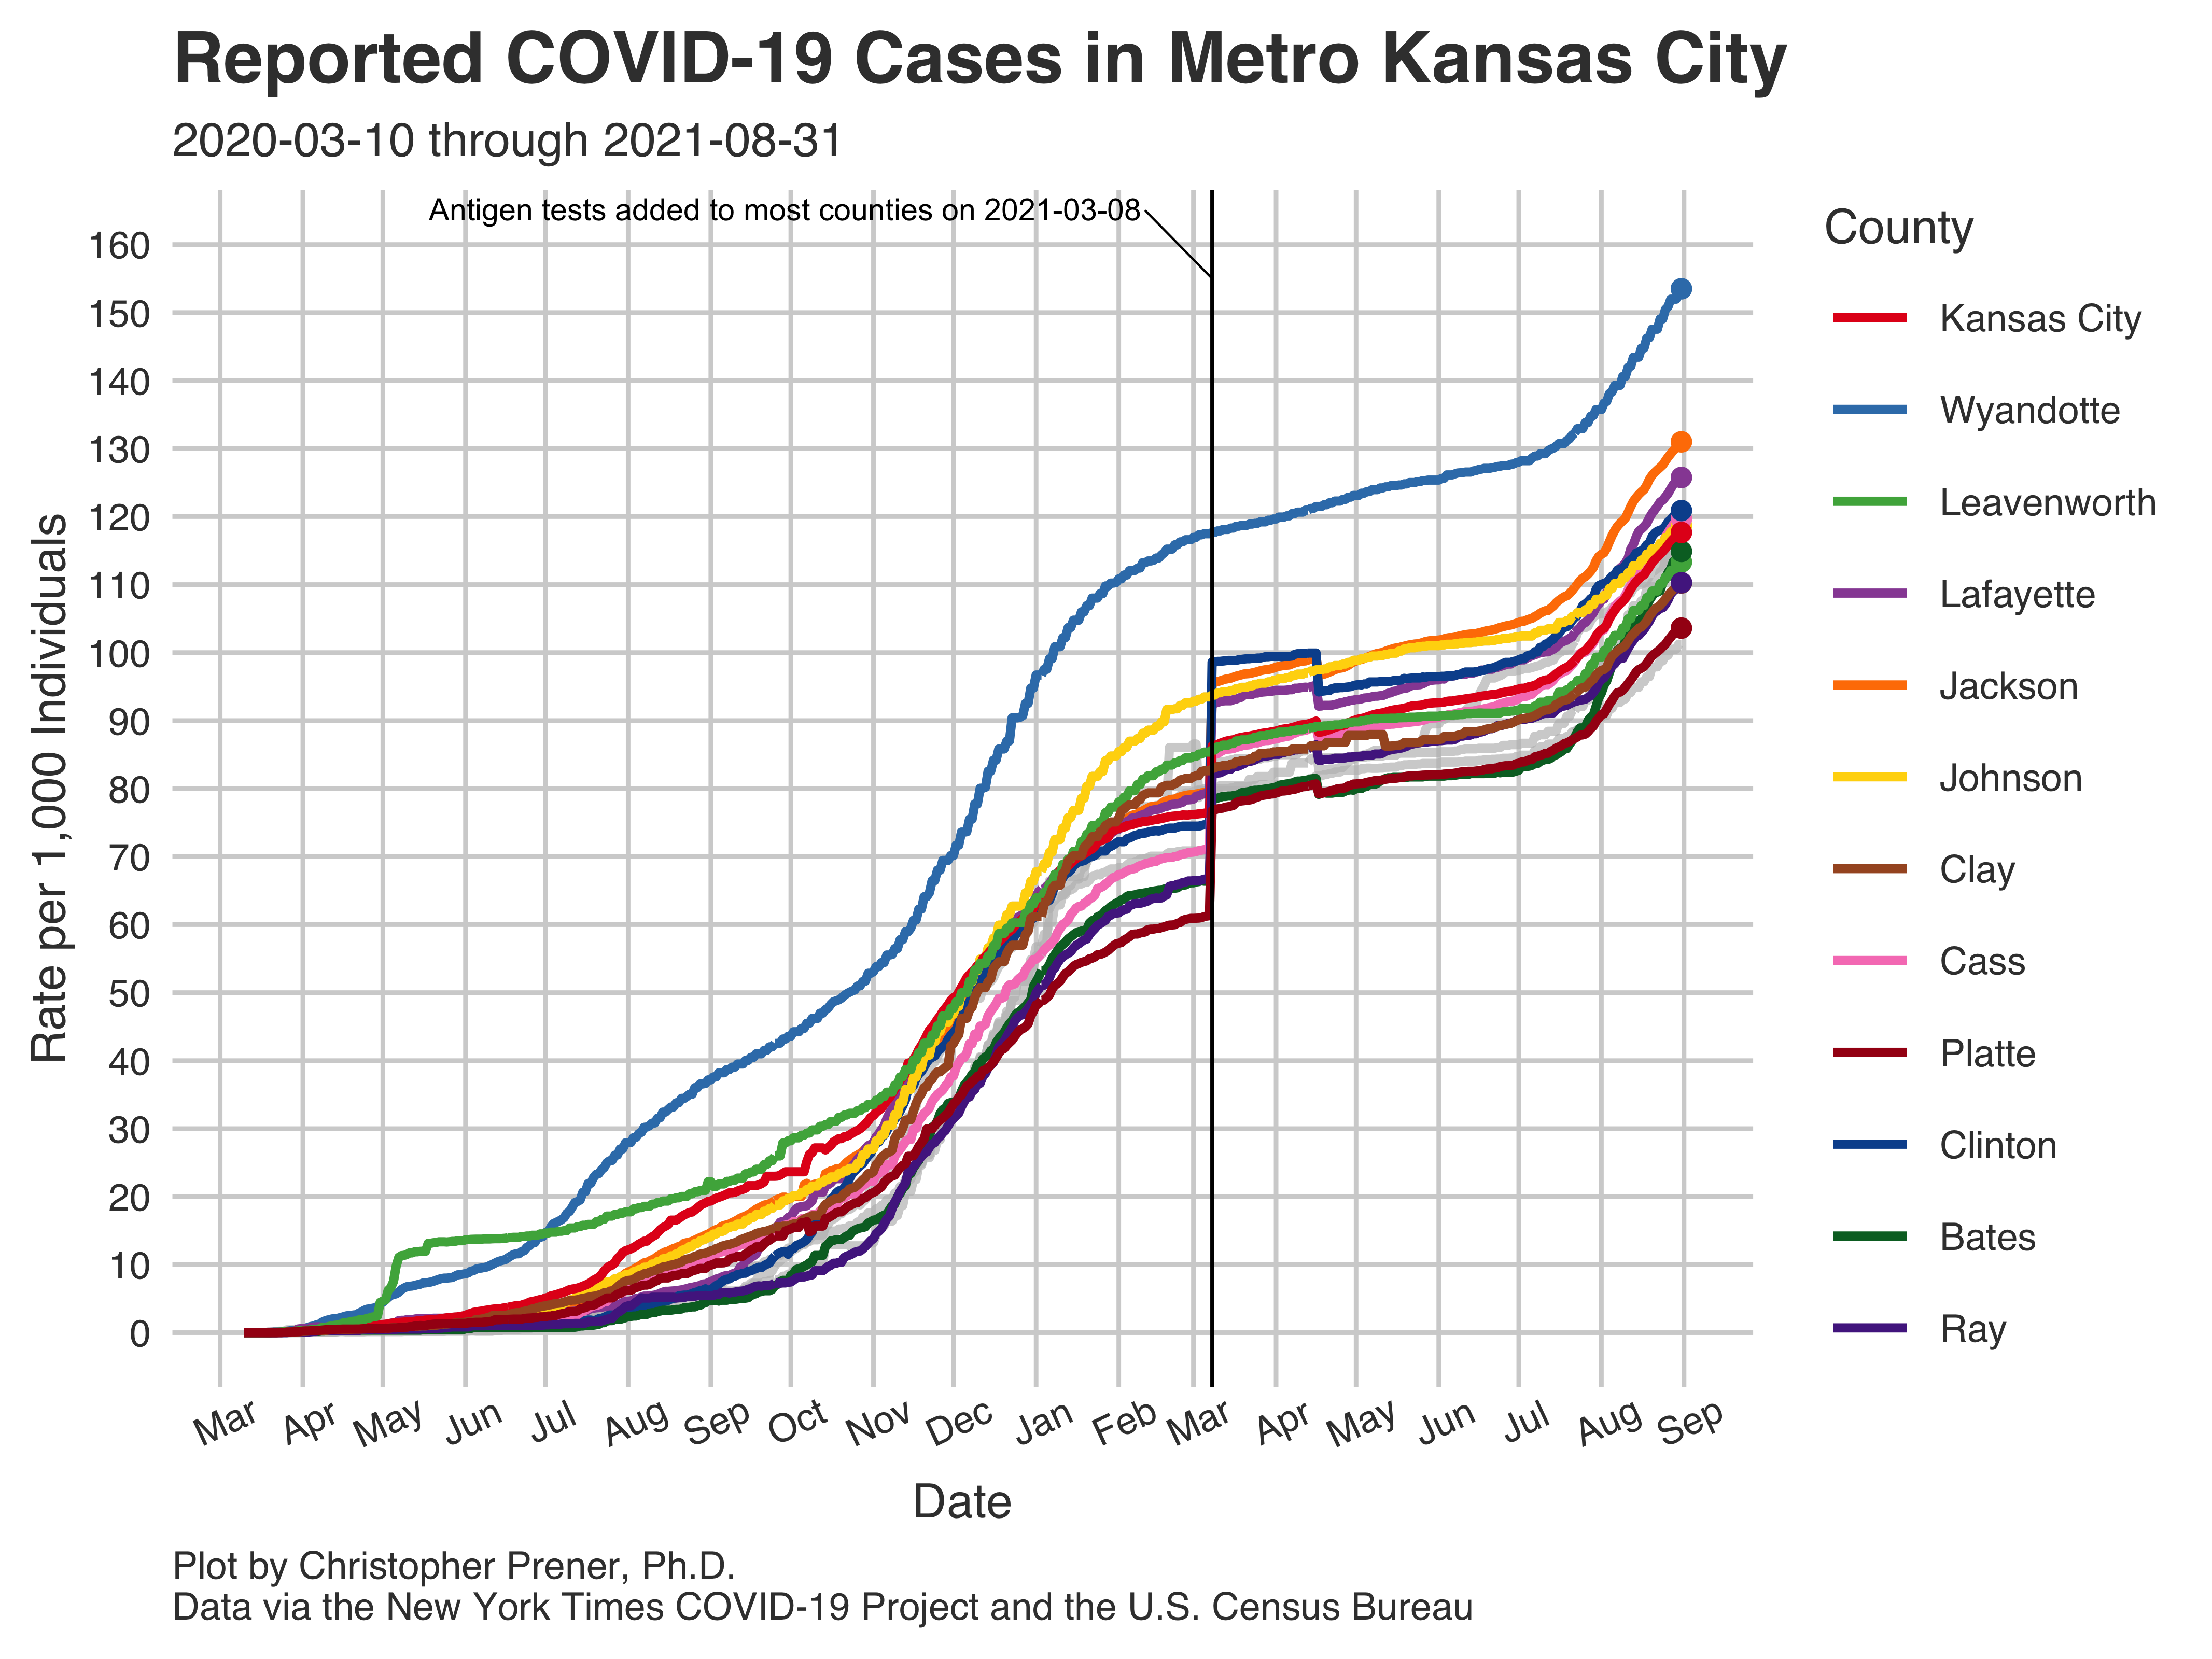 Reported COVID-19 Cases in Metro Kansas City
2020-03-10 through 2021-08-31
Antigen tests added to most counties on 2021-03-08
Rate per 1,000 Individuals
160
150
140
130
120
110
100
90
80
70
60
50
40
30
20
10
0
Mar Apr May Jun Jul Aug Sep Oct Nov Dec Jan Feb Mar Apr May Jun Jul Aug Sep
Date
County
Kansas City
Wyandotte
Leavenworth
Lafayette
Jackson
Johnson
Clay
Cass
Platte
Clinton
Bates
Ray
Plot by Christopher Prener, Ph.D.
Data via the New York Times COVID-19 Project and the U.S. Census Bureau